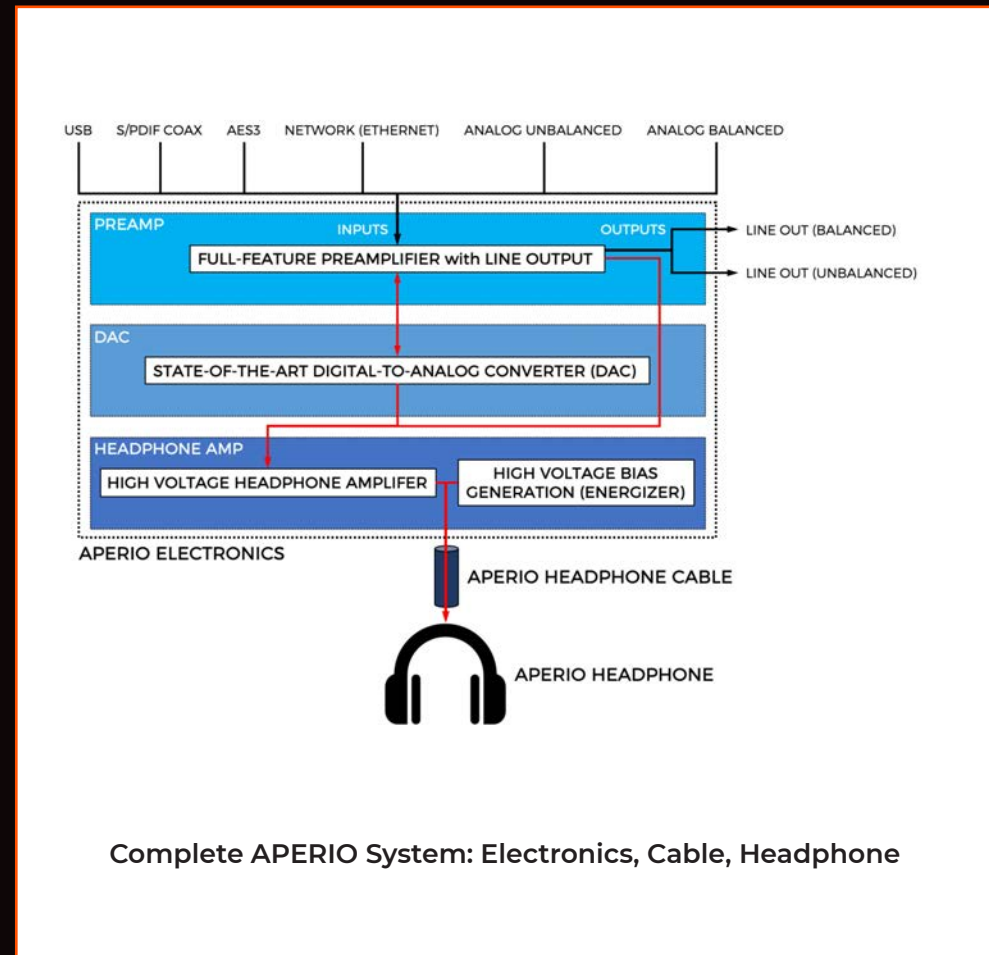 USB
S/PDIF COAX
AES3
NETWORK (ETHERNET)
ANALOG UNBALANCED
ANALOG BALANCED
PREAMP
INPUTS
OUTPUTS
LINE OUT (BALANCED)
FULL-FEATURE PREAMPLIFIER with LINE OUTPUT
LINE OUT (UNBALANCED)
DAC
STATE-OF-THE-ART DIGITAL-TO-ANALOG CONVERTER (DAC)
HEADPHONE AMP
HIGH VOLTAGE HEADPHONE AMPLIFER
HIGH VOLTAGE BIAS
GENERATION (ENERGIZER)
APERIO ELECTRONICS
APERIO HEADPHONE CABLE
APERIO HEADPHONE
Complete APERIO System: Electronics, Cable, Headphone